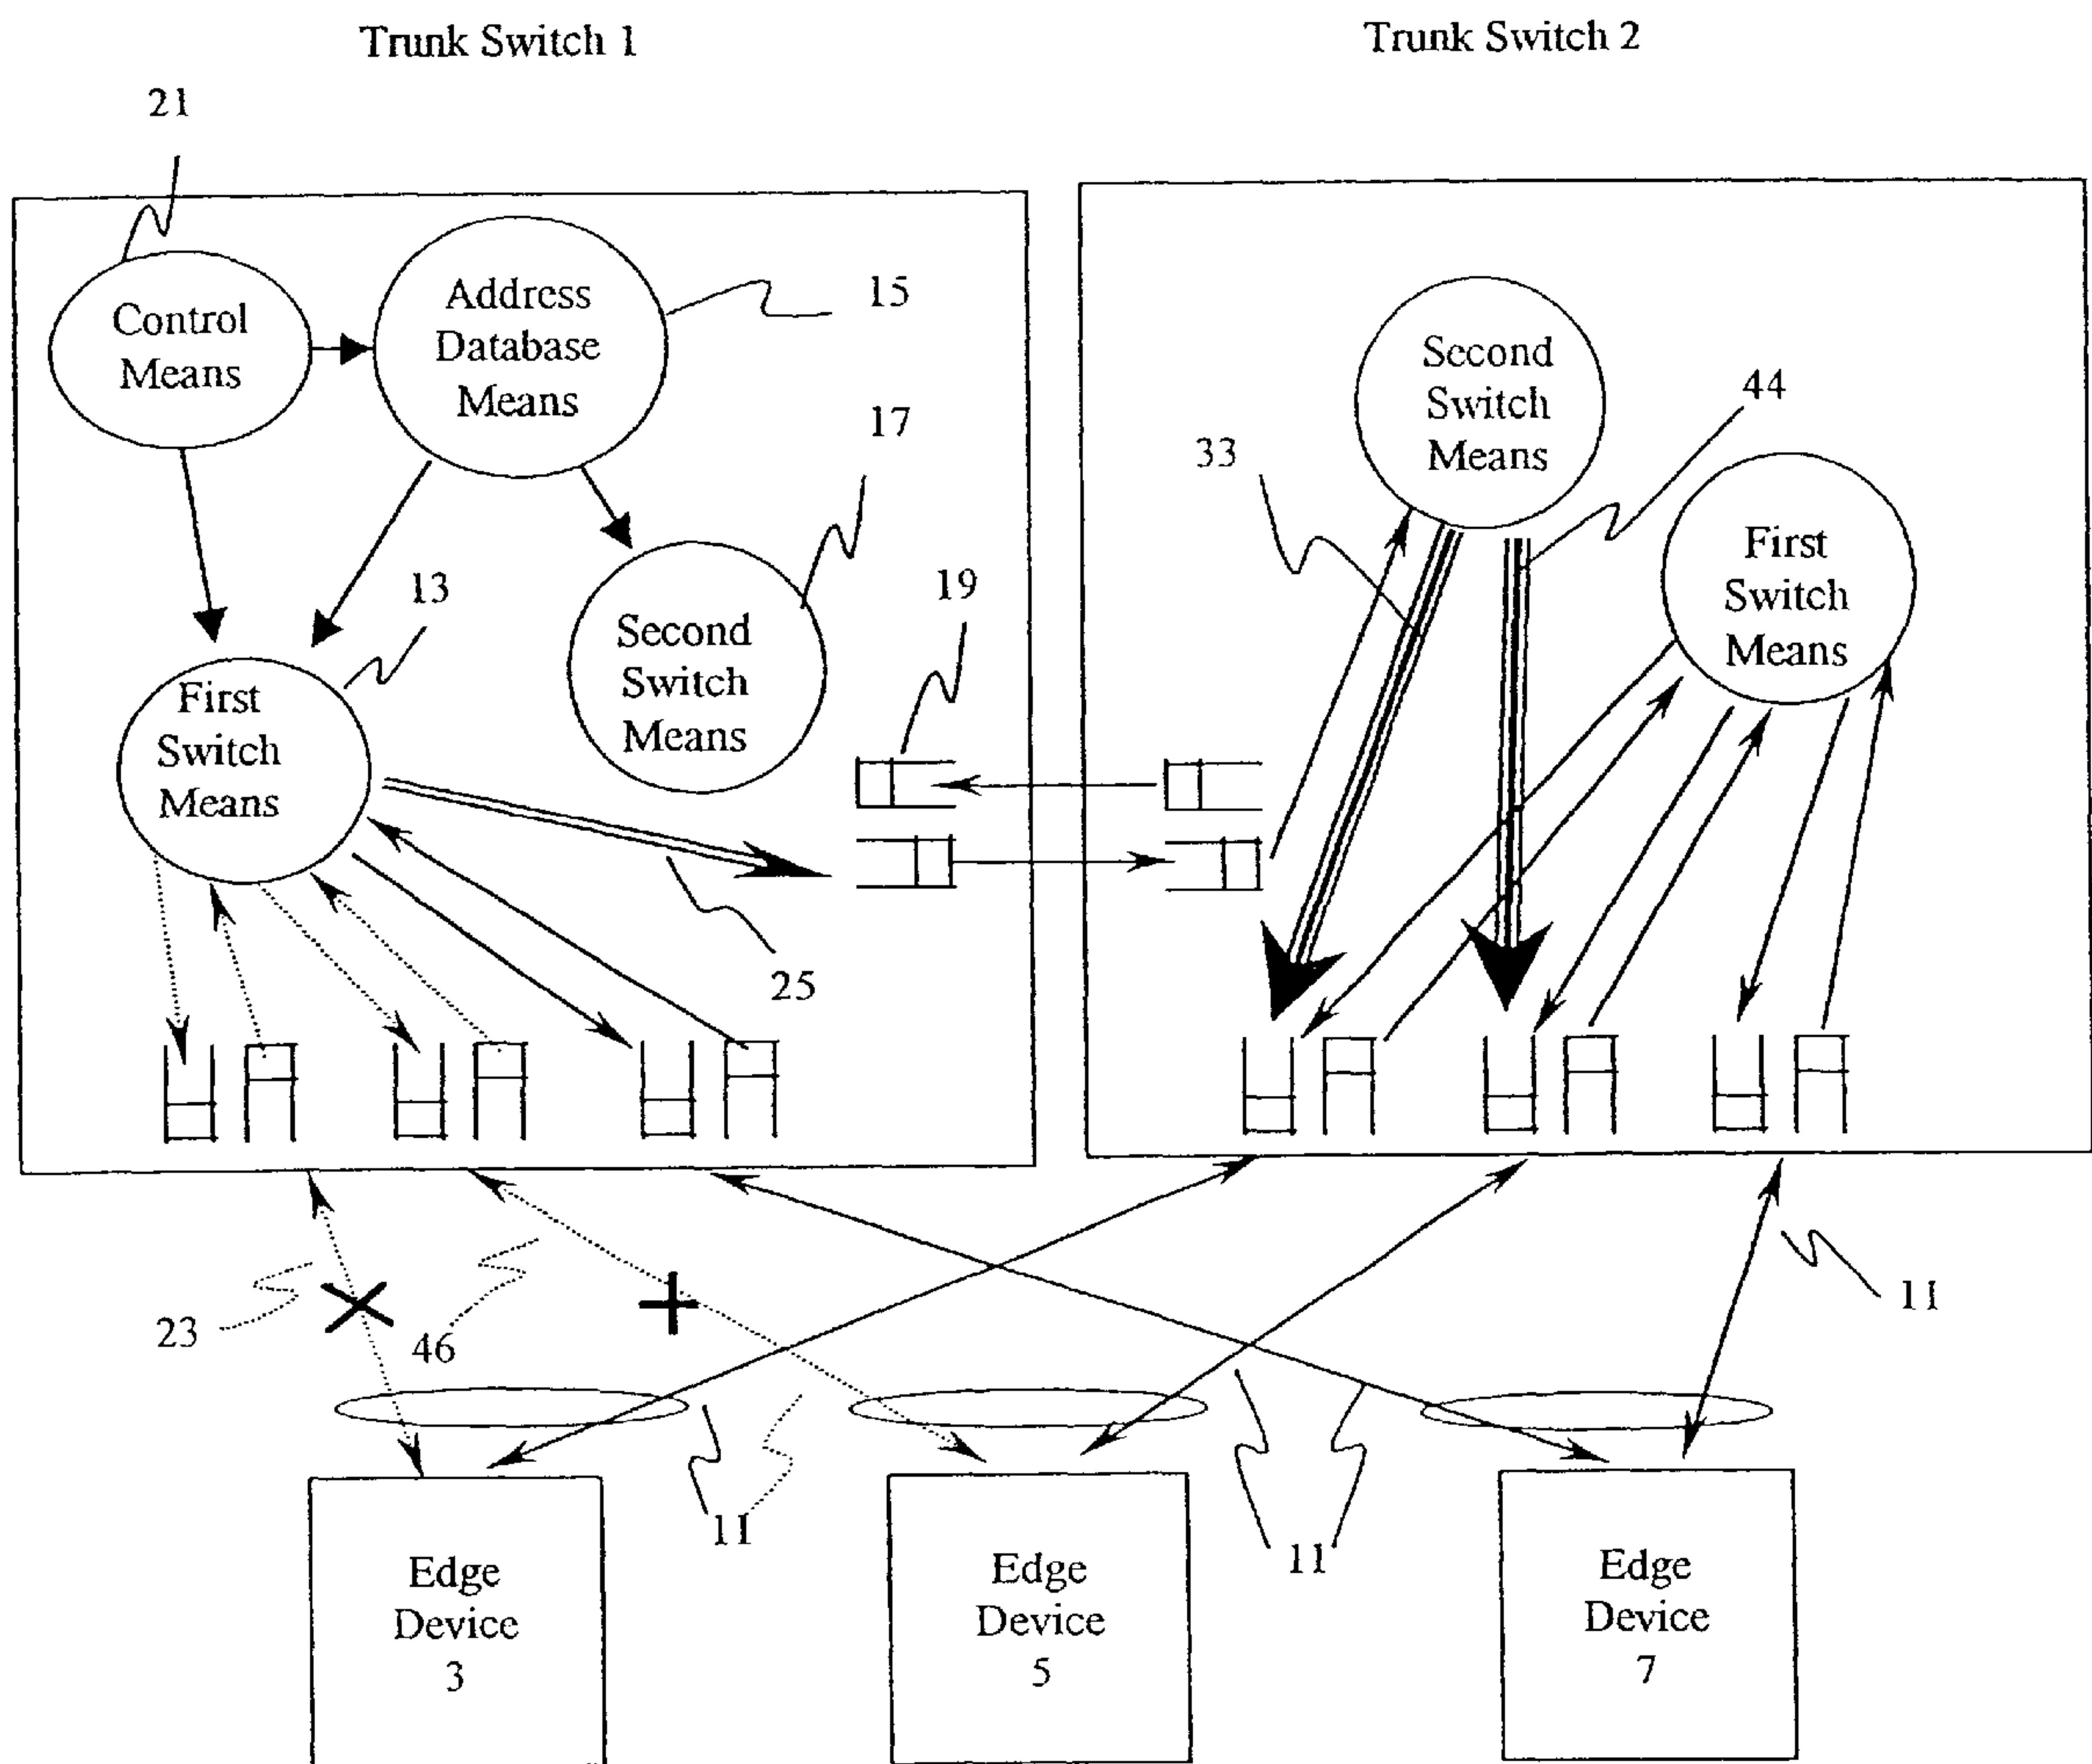 Trunk Switch 1
Trunk Switch 2
21
Control
Means
Address
Database
Means
15
17
13
First
Switch
Means
Second
Switch
Means
19
25
Second
Switch
Means
33
44
First
Switch
Means
23
46
11
11
11
Edge
Device
3
Edge
Device
5
Edge
Device
7